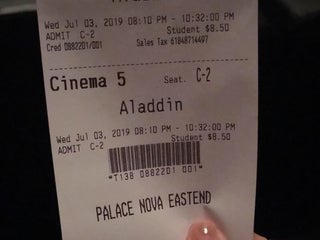 Wed Jul 03, 2019 08:10 PM - 10:32:00 PM
ADMIT C-2 Student $8.50
Cred 0882201/001 Sales Tax 61848714497
Cinema 5 Seat. C-2
Aladdin
Wed Jul 03, 2019 08:10 PM - 10:32:00 PM
ADMIT C-2 Student $8.50
*T138 0882201 001*
PALACE NOVA EASTEND